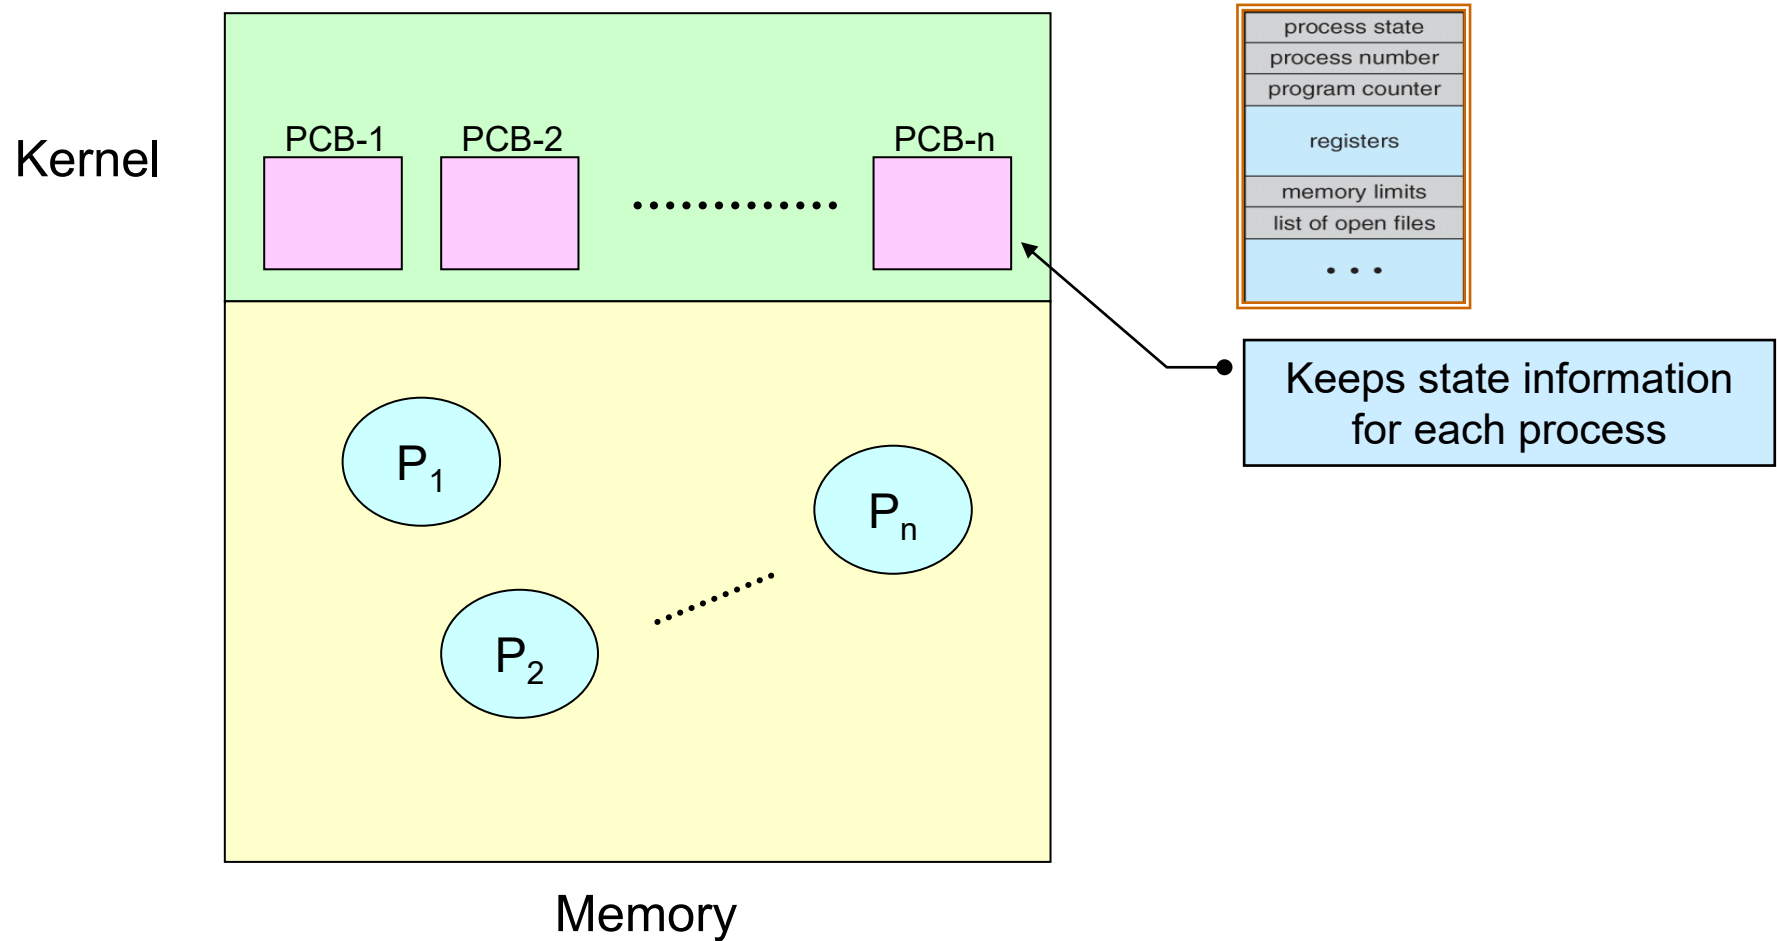 Kernel
PCB-1
PCB-2
PCB-n
process state
process number
program counter
registers
memory limits
list of open files
• • •
Keeps state information
for each process
P1
Pn
P2
Memory